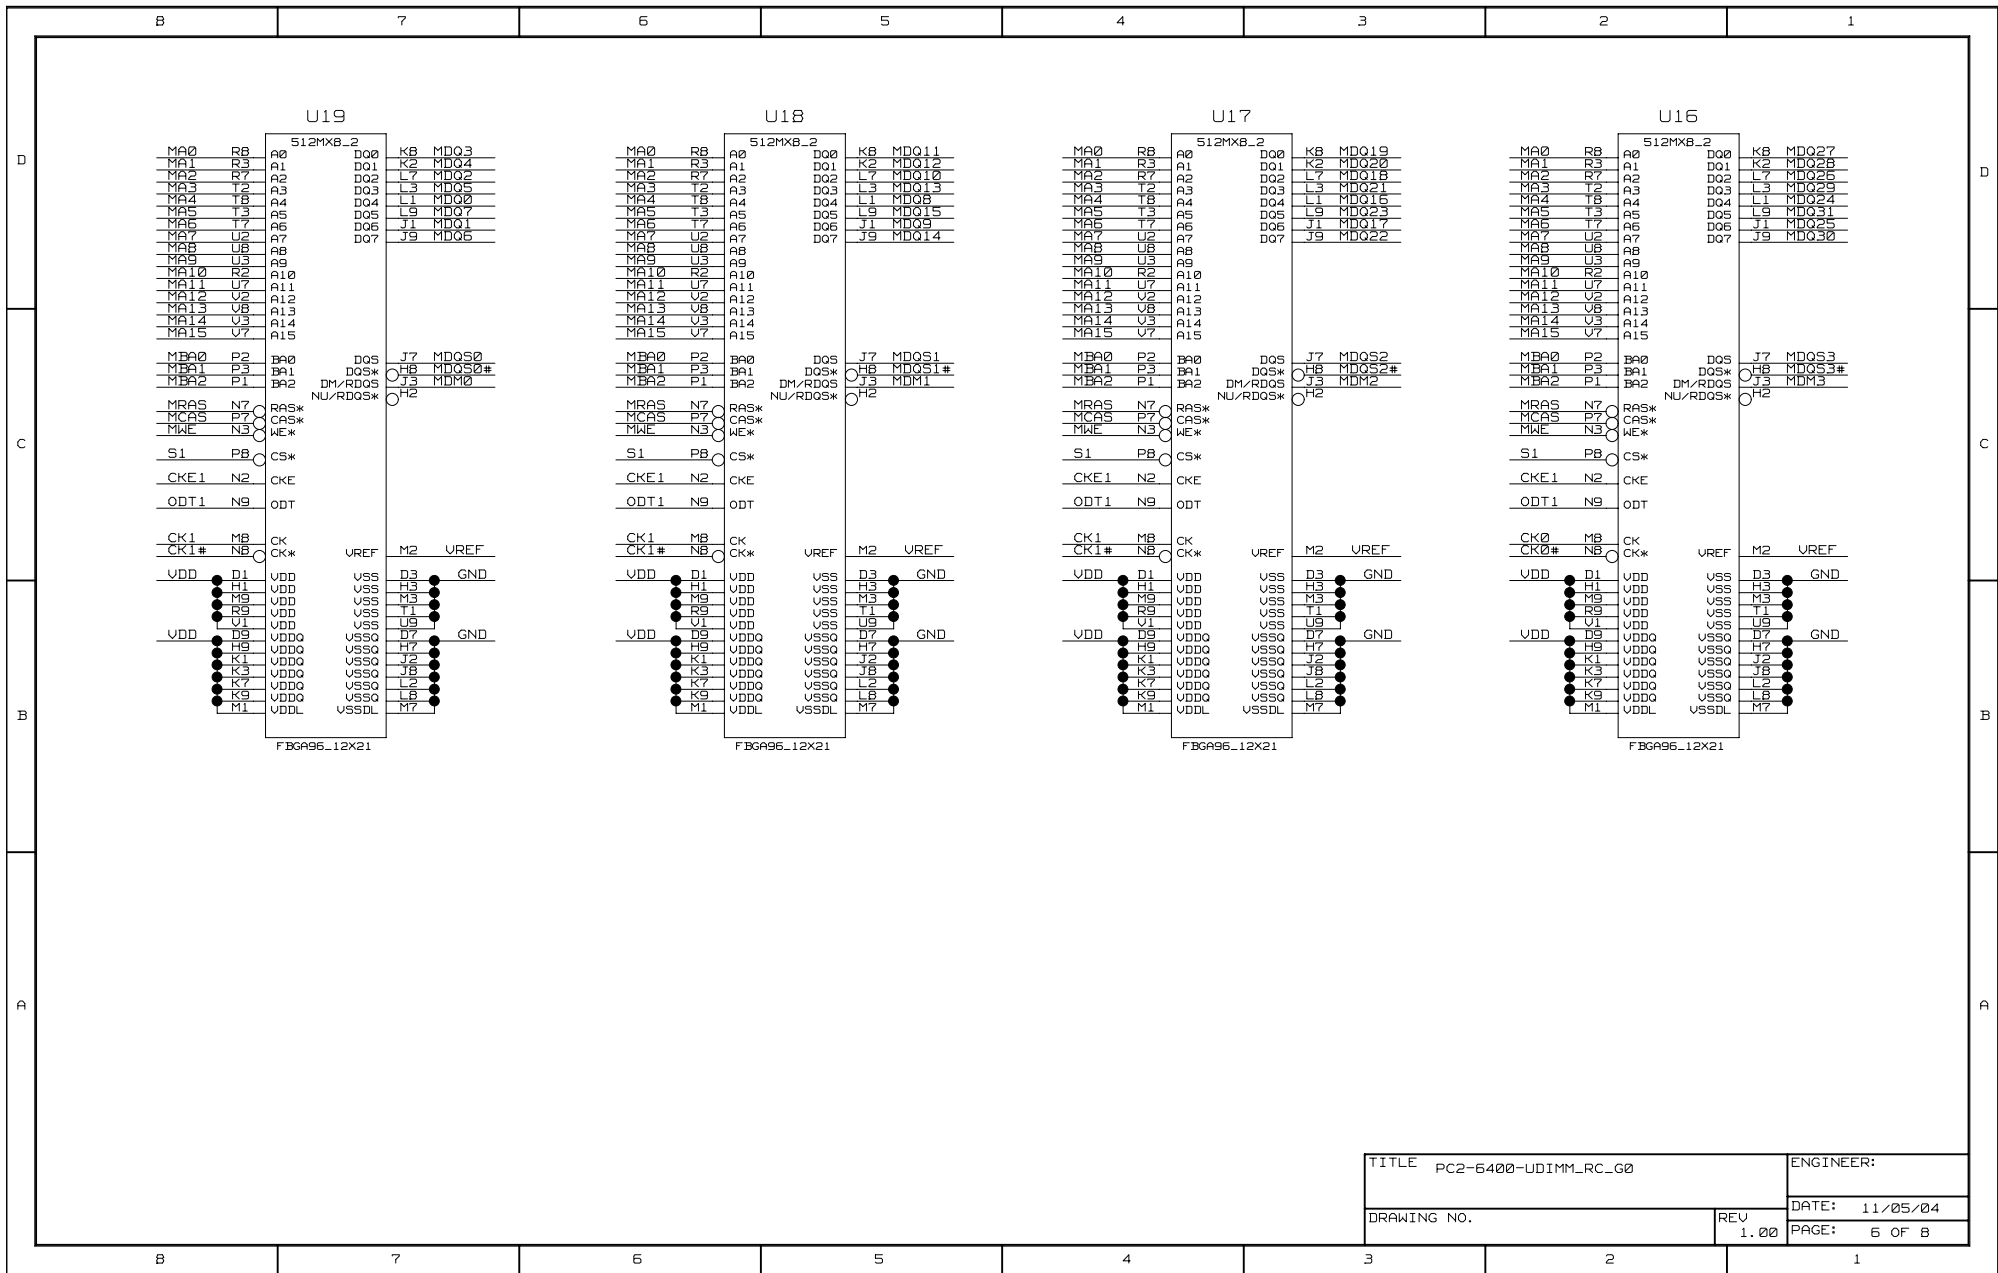 8 7 6 5 4 3 2 1
D
C
B
A
U19
512MX8_2
MA0 R8 A0 DQ0 K8 MDQ3
MA1 R3 A1 DQ1 K2 MDQ4
MA2 R7 A2 DQ2 L7 MDQ2
MA3 T2 A3 DQ3 L3 MDQ5
MA4 T8 A4 DQ4 L1 MDQ0
MA5 T3 A5 DQ5 L9 MDQ7
MA6 T7 A6 DQ6 J1 MDQ1
MA7 U2 A7 DQ7 J9 MDQ6
MA8 U8 A8
MA9 U3 A9
MA10 R2 A10
MA11 U7 A11
MA12 V2 A12
MA13 V8 A13
MA14 V3 A14
MA15 V7 A15
MBA0 P2 BA0 DQS J7 MDQS0
MBA1 P3 BA1 DQS* H8 MDQS0#
MBA2 P1 BA2 DM/RDQS J3 MDM0
NU/RDQS* H2
MRAS N7 RAS*
MCAS P7 CAS*
MWE N3 WE*
S1 P8 CS*
CKE1 N2 CKE
ODT1 N9 ODT
CK1 M8 CK
CK1# N8 CK* VREF M2 VREF
VDD D1 VDD VSS D3 GND
H1 VDD VSS H3
M9 VDD VSS M3
R9 VDD VSS T1
V1 VDD VSS U9
VDD D9 VDDQ VSSQ D7 GND
H9 VDDQ VSSQ H7
K1 VDDQ VSSQ J2
K3 VDDQ VSSQ J8
K7 VDDQ VSSQ L2
K9 VDDQ VSSQ L8
M1 VDDL VSSDL M7
FBGA96_12X21
U18
512MX8_2
MA0 R8 A0 DQ0 K8 MDQ11
MA1 R3 A1 DQ1 K2 MDQ12
MA2 R7 A2 DQ2 L7 MDQ10
MA3 T2 A3 DQ3 L3 MDQ13
MA4 T8 A4 DQ4 L1 MDQ8
MA5 T3 A5 DQ5 L9 MDQ15
MA6 T7 A6 DQ6 J1 MDQ9
MA7 U2 A7 DQ7 J9 MDQ14
MA8 U8 A8
MA9 U3 A9
MA10 R2 A10
MA11 U7 A11
MA12 V2 A12
MA13 V8 A13
MA14 V3 A14
MA15 V7 A15
MBA0 P2 BA0 DQS J7 MDQS1
MBA1 P3 BA1 DQS* H8 MDQS1#
MBA2 P1 BA2 DM/RDQS J3 MDM1
NU/RDQS* H2
MRAS N7 RAS*
MCAS P7 CAS*
MWE N3 WE*
S1 P8 CS*
CKE1 N2 CKE
ODT1 N9 ODT
CK1 M8 CK
CK1# N8 CK* VREF M2 VREF
VDD D1 VDD VSS D3 GND
H1 VDD VSS H3
M9 VDD VSS M3
R9 VDD VSS T1
V1 VDD VSS U9
VDD D9 VDDQ VSSQ D7 GND
H9 VDDQ VSSQ H7
K1 VDDQ VSSQ J2
K3 VDDQ VSSQ J8
K7 VDDQ VSSQ L2
K9 VDDQ VSSQ L8
M1 VDDL VSSDL M7
FBGA96_12X21
U17
512MX8_2
MA0 R8 A0 DQ0 K8 MDQ19
MA1 R3 A1 DQ1 K2 MDQ20
MA2 R7 A2 DQ2 L7 MDQ18
MA3 T2 A3 DQ3 L3 MDQ21
MA4 T8 A4 DQ4 L1 MDQ16
MA5 T3 A5 DQ5 L9 MDQ23
MA6 T7 A6 DQ6 J1 MDQ17
MA7 U2 A7 DQ7 J9 MDQ22
MA8 U8 A8
MA9 U3 A9
MA10 R2 A10
MA11 U7 A11
MA12 V2 A12
MA13 V8 A13
MA14 V3 A14
MA15 V7 A15
MBA0 P2 BA0 DQS J7 MDQS2
MBA1 P3 BA1 DQS* H8 MDQS2#
MBA2 P1 BA2 DM/RDQS J3 MDM2
NU/RDQS* H2
MRAS N7 RAS*
MCAS P7 CAS*
MWE N3 WE*
S1 P8 CS*
CKE1 N2 CKE
ODT1 N9 ODT
CK1 M8 CK
CK1# N8 CK* VREF M2 VREF
VDD D1 VDD VSS D3 GND
H1 VDD VSS H3
M9 VDD VSS M3
R9 VDD VSS T1
V1 VDD VSS U9
VDD D9 VDDQ VSSQ D7 GND
H9 VDDQ VSSQ H7
K1 VDDQ VSSQ J2
K3 VDDQ VSSQ J8
K7 VDDQ VSSQ L2
K9 VDDQ VSSQ L8
M1 VDDL VSSDL M7
FBGA96_12X21
U16
512MX8_2
MA0 R8 A0 DQ0 K8 MDQ27
MA1 R3 A1 DQ1 K2 MDQ28
MA2 R7 A2 DQ2 L7 MDQ26
MA3 T2 A3 DQ3 L3 MDQ29
MA4 T8 A4 DQ4 L1 MDQ24
MA5 T3 A5 DQ5 L9 MDQ31
MA6 T7 A6 DQ6 J1 MDQ25
MA7 U2 A7 DQ7 J9 MDQ30
MA8 U8 A8
MA9 U3 A9
MA10 R2 A10
MA11 U7 A11
MA12 V2 A12
MA13 V8 A13
MA14 V3 A14
MA15 V7 A15
MBA0 P2 BA0 DQS J7 MDQS3
MBA1 P3 BA1 DQS* H8 MDQS3#
MBA2 P1 BA2 DM/RDQS J3 MDM3
NU/RDQS* H2
MRAS N7 RAS*
MCAS P7 CAS*
MWE N3 WE*
S1 P8 CS*
CKE1 N2 CKE
ODT1 N9 ODT
CK0 M8 CK
CK0# N8 CK* VREF M2 VREF
VDD D1 VDD VSS D3 GND
H1 VDD VSS H3
M9 VDD VSS M3
R9 VDD VSS T1
V1 VDD VSS U9
VDD D9 VDDQ VSSQ D7 GND
H9 VDDQ VSSQ H7
K1 VDDQ VSSQ J2
K3 VDDQ VSSQ J8
K7 VDDQ VSSQ L2
K9 VDDQ VSSQ L8
M1 VDDL VSSDL M7
FBGA96_12X21
D
C
B
A
TITLE PC2-6400-UDIMM_RC_G0
ENGINEER:
DATE: 11/05/04
DRAWING NO.
REV 1.00
PAGE: 6 OF 8
8 7 6 5 4 3 2 1